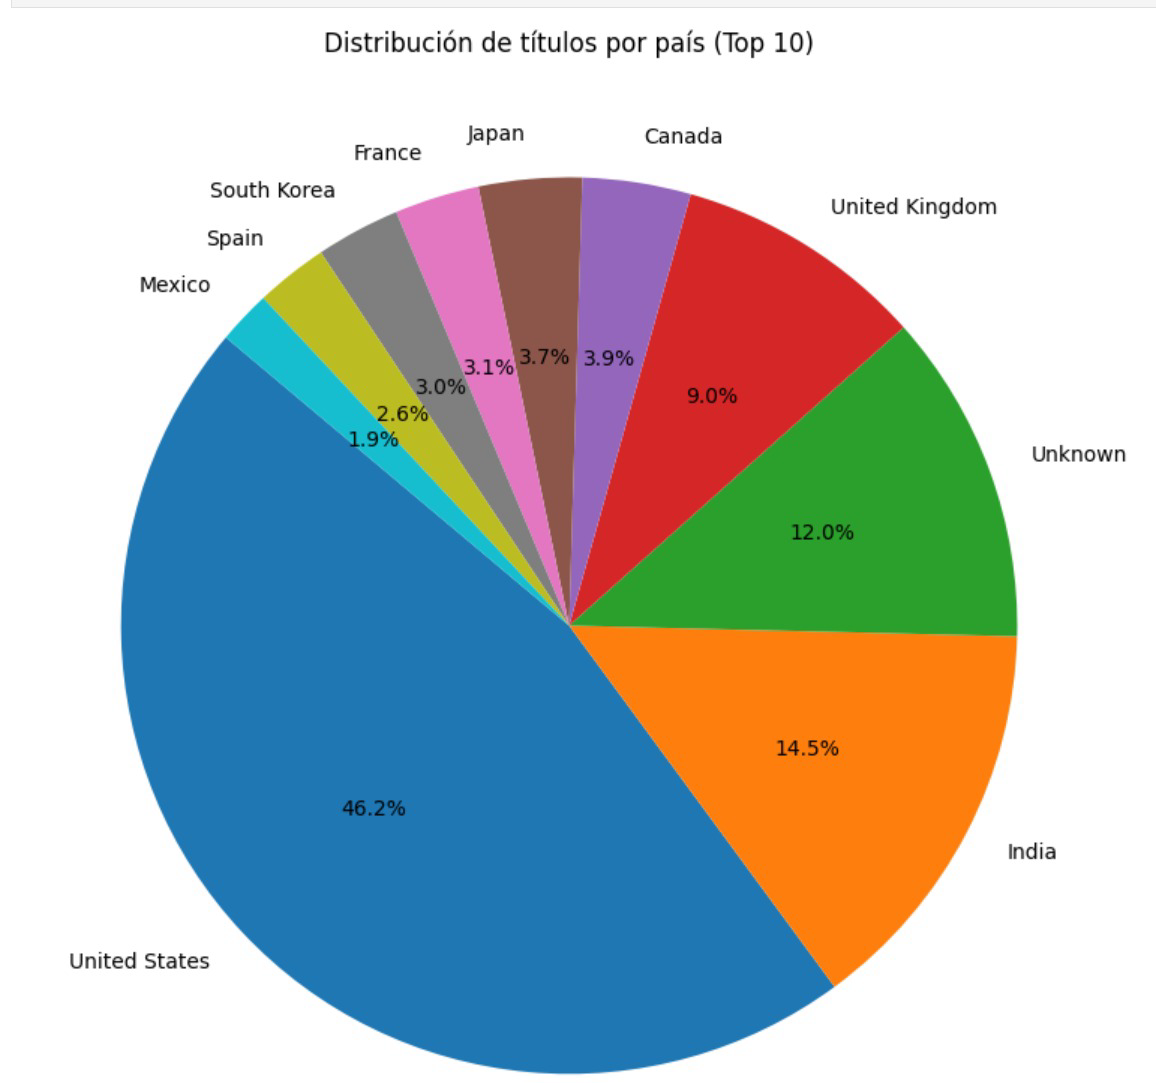 Distribución de títulos por país (Top 10)
Japan
Canada
France
South Korea
United Kingdom
Spain
Mexico
3.7%
3.9%
3.1%
3.0%
9.0%
2.6%
1.9%
Unknown
12.0%
14.5%
46.2%
India
United States